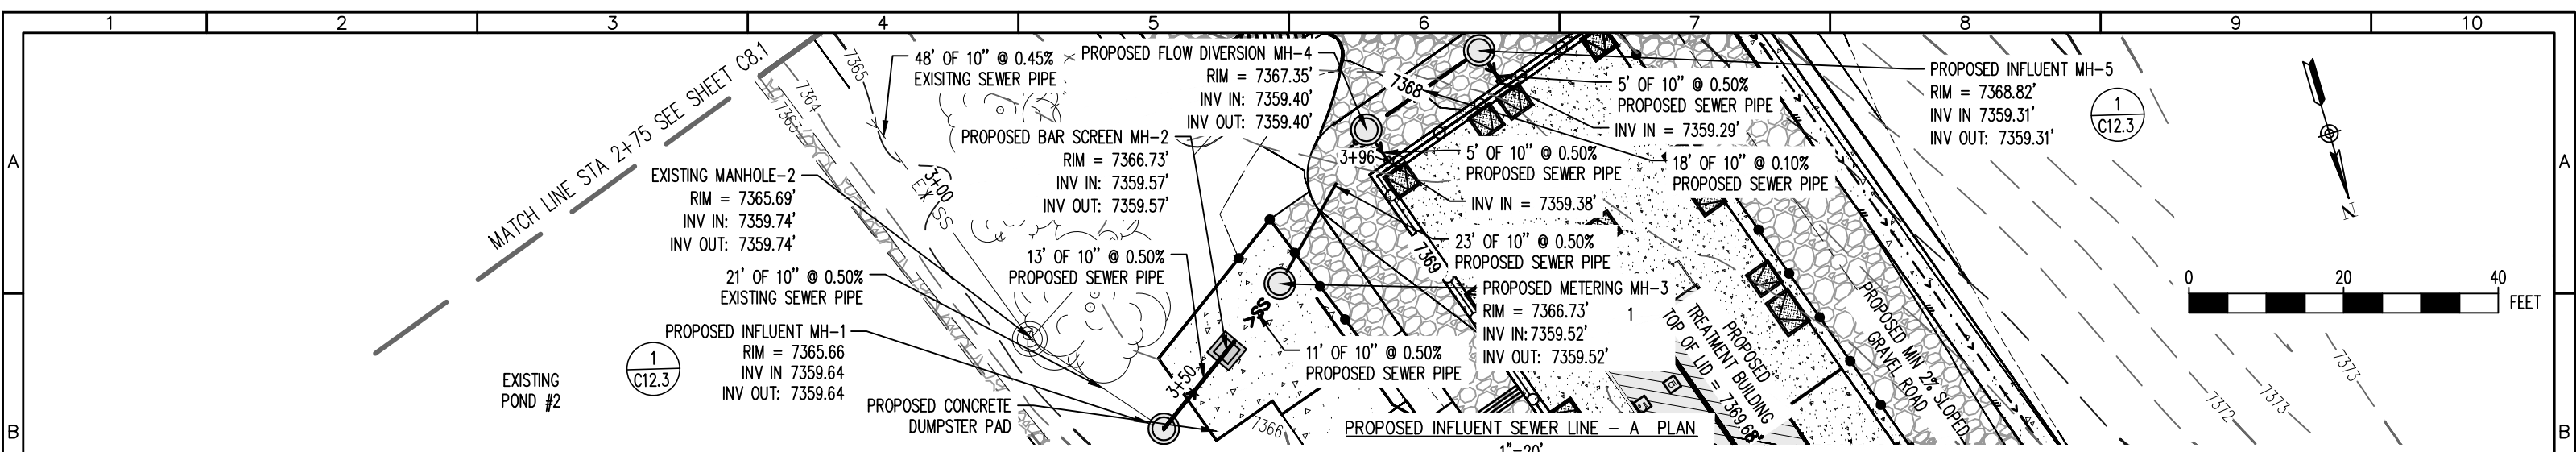 1 2 3 4 5 6 7 8 9 10
A
B
A
B
MATCH LINE STA 2+75 SEE SHEET C8.1
7365
7364
7363
48' OF 10" @ 0.45%
EXISITNG SEWER PIPE
PROPOSED FLOW DIVERSION MH-4
RIM = 7367.35'
INV IN: 7359.40'
INV OUT: 7359.40'
PROPOSED BAR SCREEN MH-2
RIM = 7366.73'
INV IN: 7359.57'
INV OUT: 7359.57'
EXISTING MANHOLE-2
RIM = 7365.69'
INV IN: 7359.74'
INV OUT: 7359.74'
3+00
EX SS
21' OF 10" @ 0.50%
EXISTING SEWER PIPE
13' OF 10" @ 0.50%
PROPOSED SEWER PIPE
PROPOSED INFLUENT MH-1
RIM = 7365.66
INV IN 7359.64
INV OUT: 7359.64
1
C12.3
EXISTING
POND #2
PROPOSED CONCRETE
DUMPSTER PAD
3+50
SS
7366
7368
3+96
7369
5' OF 10" @ 0.50%
PROPOSED SEWER PIPE
INV IN = 7359.29'
5' OF 10" @ 0.50%
PROPOSED SEWER PIPE
INV IN = 7359.38'
18' OF 10" @ 0.10%
PROPOSED SEWER PIPE
23' OF 10" @ 0.50%
PROPOSED SEWER PIPE
PROPOSED METERING MH-3
RIM = 7366.73'
INV IN:7359.52'
INV OUT: 7359.52'
1
11' OF 10" @ 0.50%
PROPOSED SEWER PIPE
PROPOSED
TREATMENT BUILDING
TOP OF LID = 7369.68'
PROPOSED MIN 2% SLOPED
GRAVEL ROAD
PROPOSED INFLUENT MH-5
RIM = 7368.82'
INV IN 7359.31'
INV OUT: 7359.31'
1
C12.3
N
0 20 40
FEET
7372
7373
7373
PROPOSED INFLUENT SEWER LINE - A PLAN
1"=20'